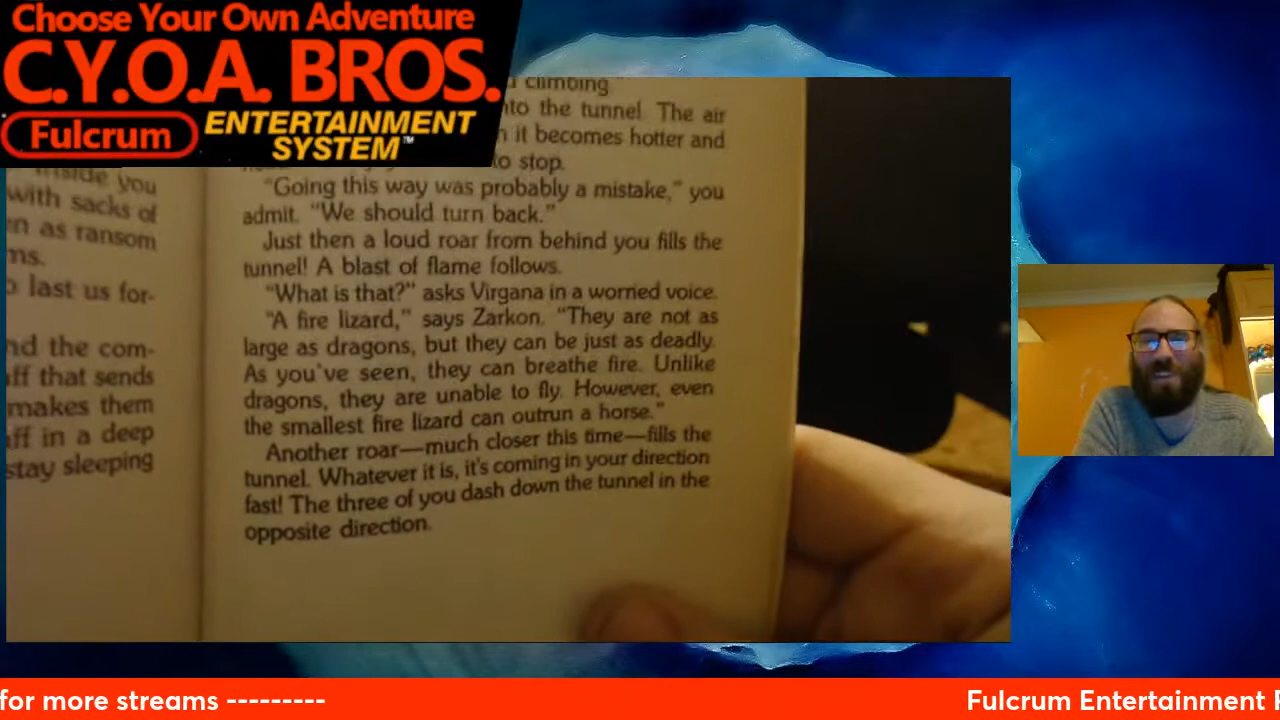 Choose Your Own Adventure
C.Y.O.A. BROS.
Fulcrum
ENTERTAINMENT
SYSTEM™
inside you
with sacks of
as ransom
last us for-
the com-
that sends
makes them
in a deep
stay sleeping
climbing."
the tunnel. The air
it becomes hotter and
to stop.
"Going this way was probably a mistake," you
admit. "We should turn back."
Just then a loud roar from behind you fills the
tunnel! A blast of flame follows.
"What is that?" asks Virgana in a worried voice.
"A fire lizard," says Zarkon. "They are not as
large as dragons, but they can be just as deadly.
As you've seen, they can breathe fire. Unlike
dragons, they are unable to fly. However, even
the smallest fire lizard can outrun a horse."
Another roar—much closer this time—fills the
tunnel. Whatever it is, it's coming in your direction
fast! The three of you dash down the tunnel in the
opposite direction.
for more streams ---------
Fulcrum Entertainment